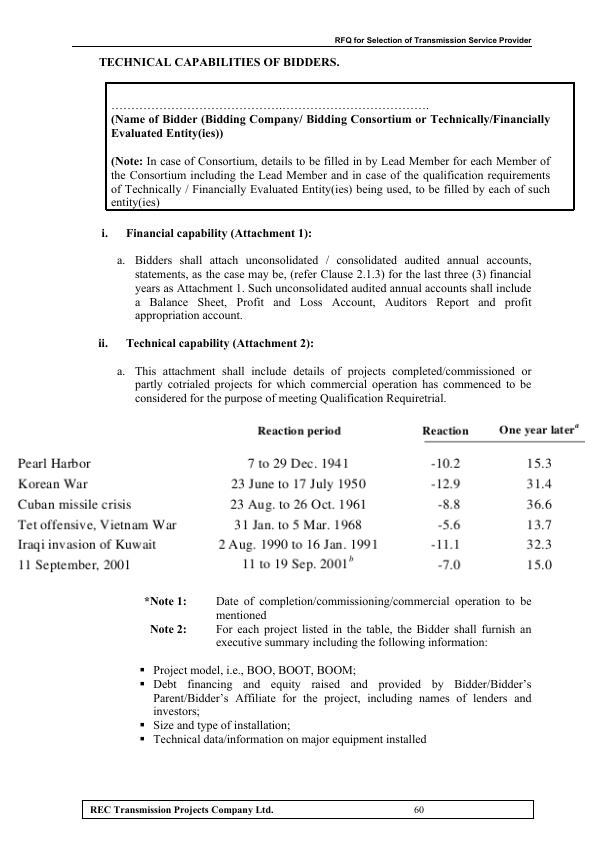 RFQ for Selection of Transmission Service Provider
TECHNICAL CAPABILITIES OF BIDDERS.
……………………………………………………………………….
(Name of Bidder (Bidding Company/ Bidding Consortium or Technically/Financially
Evaluated Entity(ies))
(Note: In case of Consortium, details to be filled in by Lead Member for each Member of
the Consortium including the Lead Member and in case of the qualification requirements
of Technically / Financially Evaluated Entity(ies) being used, to be filled by each of such
entity(ies)
i. Financial capability (Attachment 1):
a. Bidders shall attach unconsolidated / consolidated audited annual accounts,
statements, as the case may be, (refer Clause 2.1.3) for the last three (3) financial
years as Attachment 1. Such unconsolidated audited annual accounts shall include
a Balance Sheet, Profit and Loss Account, Auditors Report and profit
appropriation account.
ii. Technical capability (Attachment 2):
a. This attachment shall include details of projects completed/commissioned or
partly cotrialed projects for which commercial operation has commenced to be
considered for the purpose of meeting Qualification Requiretrial.
Reaction period Reaction One year later a
Pearl Harbor 7 to 29 Dec. 1941 -10.2 15.3
Korean War 23 June to 17 July 1950 -12.9 31.4
Cuban missile crisis 23 Aug. to 26 Oct. 1961 -8.8 36.6
Tet offensive, Vietnam War 31 Jan. to 5 Mar. 1968 -5.6 13.7
Iraqi invasion of Kuwait 2 Aug. 1990 to 16 Jan. 1991 -11.1 32.3
11 September, 2001 11 to 19 Sep. 2001 b -7.0 15.0
*Note 1: Date of completion/commissioning/commercial operation to be
mentioned
Note 2: For each project listed in the table, the Bidder shall furnish an
executive summary including the following information:
▪ Project model, i.e., BOO, BOOT, BOOM;
▪ Debt financing and equity raised and provided by Bidder/Bidder’s
Parent/Bidder’s Affiliate for the project, including names of lenders and
investors;
▪ Size and type of installation;
▪ Technical data/information on major equipment installed
REC Transmission Projects Company Ltd. 60